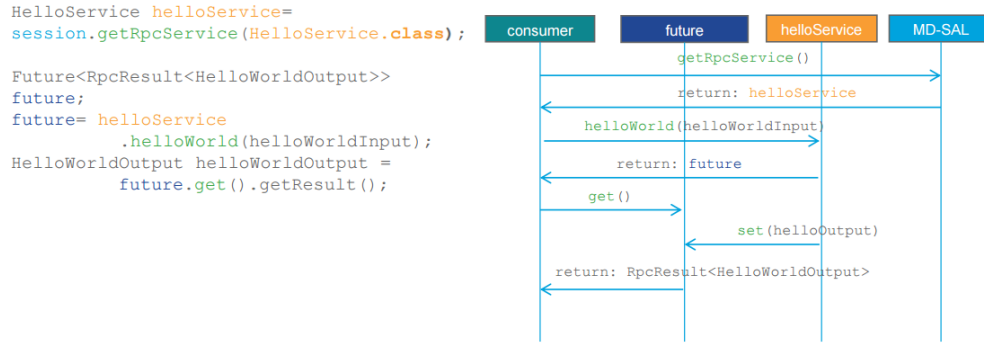 HelloService helloService=
session.getRpcService(HelloService.class);
Future<RpcResult<HelloWorldOutput>>
future;
future= helloService
.helloWorld(helloWorldInput);
HelloWorldOutput helloWorldOutput =
future.get().getResult();
consumer
future
helloService
MD-SAL
getRpcService()
return: helloService
helloWorld(helloWorldInput)
return: future
get()
set(helloOutput)
return: RpcResult<HelloWorldOutput>